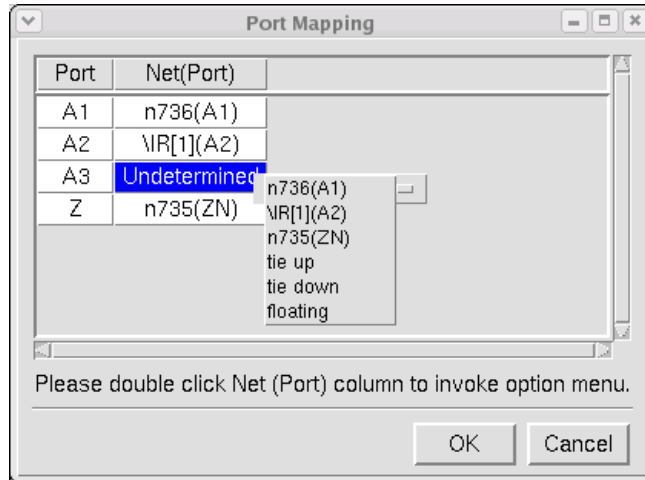 Port Mapping
Port Net(Port)
A1 n736(A1)
A2 \IR[1](A2)
A3 Undetermined
Z n735(ZN)
n736(A1)
\IR[1](A2)
n735(ZN)
tie up
tie down
floating
Please double click Net (Port) column to invoke option menu.
OK Cancel